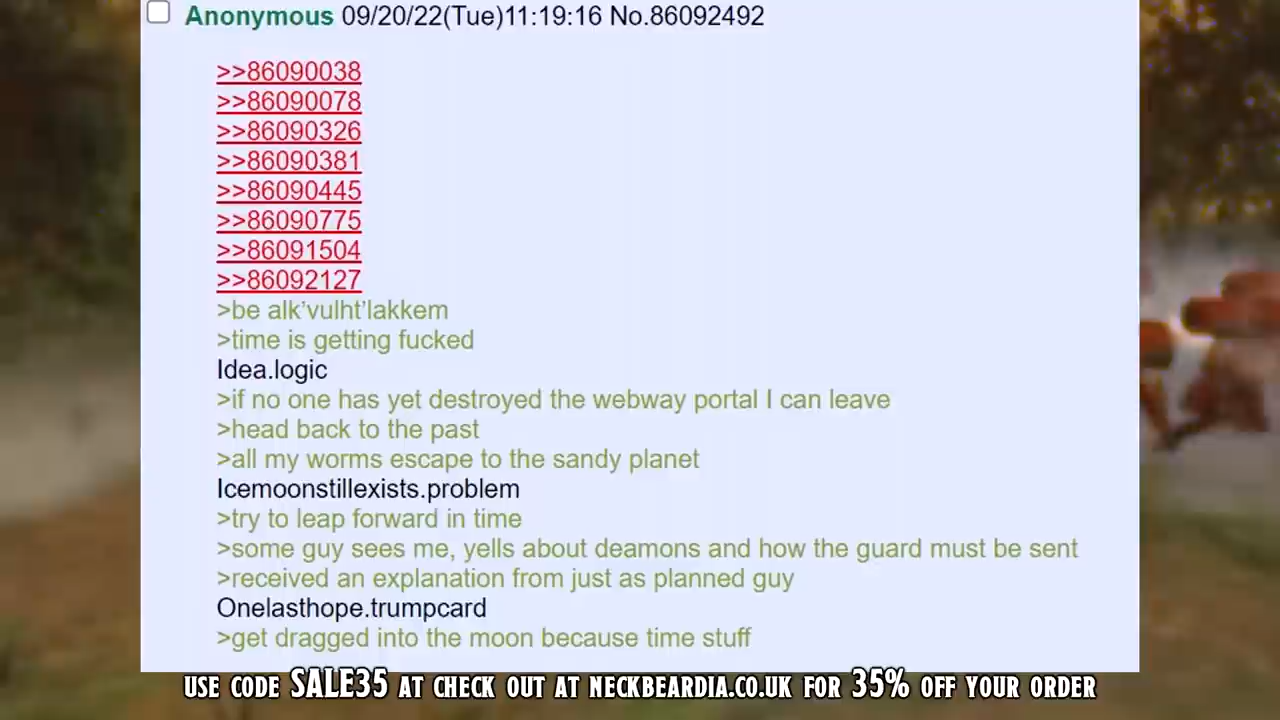 Anonymous 09/20/22(Tue)11:19:16 No.86092492
>>86090038
>>86090078
>>86090326
>>86090381
>>86090445
>>86090775
>>86091504
>>86092127
>be alk’vulht’lakkem
>time is getting fucked
Idea.logic
>if no one has yet destroyed the webway portal I can leave
>head back to the past
>all my worms escape to the sandy planet
Icemoonstillexists.problem
>try to leap forward in time
>some guy sees me, yells about deamons and how the guard must be sent
>received an explanation from just as planned guy
Onelasthope.trumpcard
>get dragged into the moon because time stuff
USE CODE SALE35 AT CHECK OUT AT NECKBEARDIA.CO.UK FOR 35% OFF YOUR ORDER